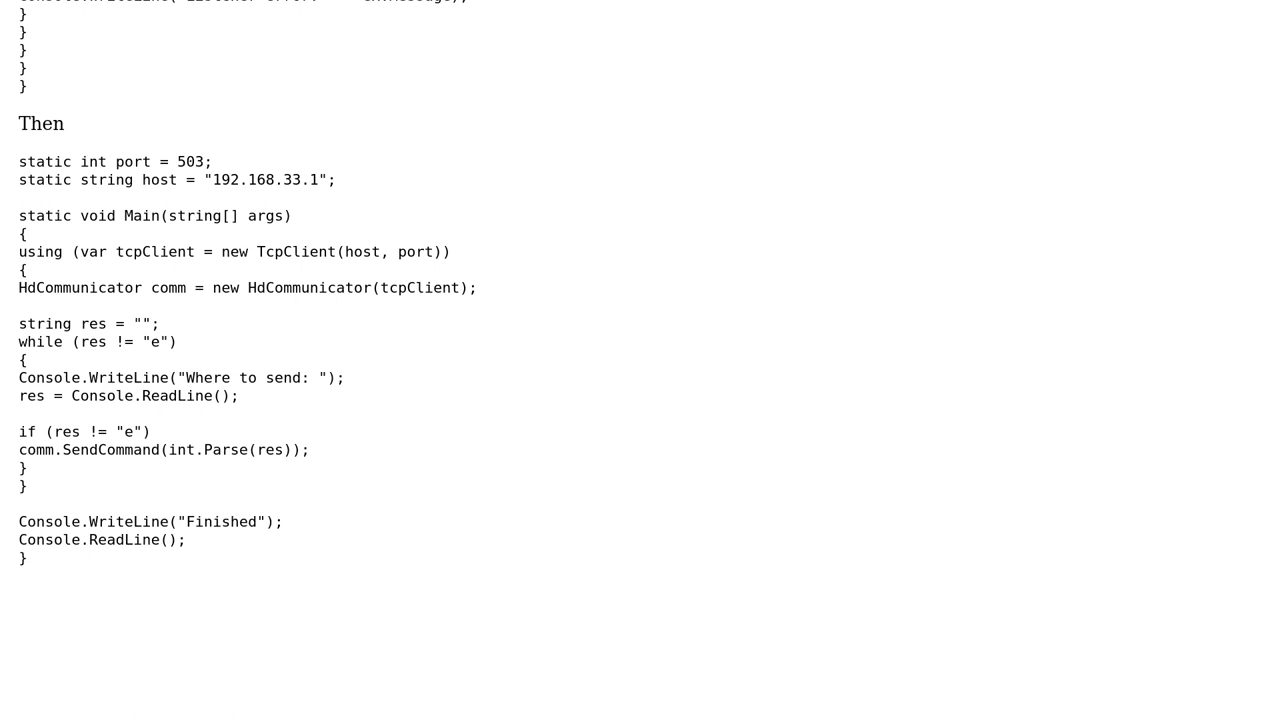 }
}
}
}
}
Then
static int port = 503;
static string host = "192.168.33.1";
static void Main(string[] args)
{
using (var tcpClient = new TcpClient(host, port))
{
HdCommunicator comm = new HdCommunicator(tcpClient);
string res = "";
while (res != "e")
{
Console.WriteLine("Where to send: ");
res = Console.ReadLine();
if (res != "e")
comm.SendCommand(int.Parse(res));
}
}
Console.WriteLine("Finished");
Console.ReadLine();
}